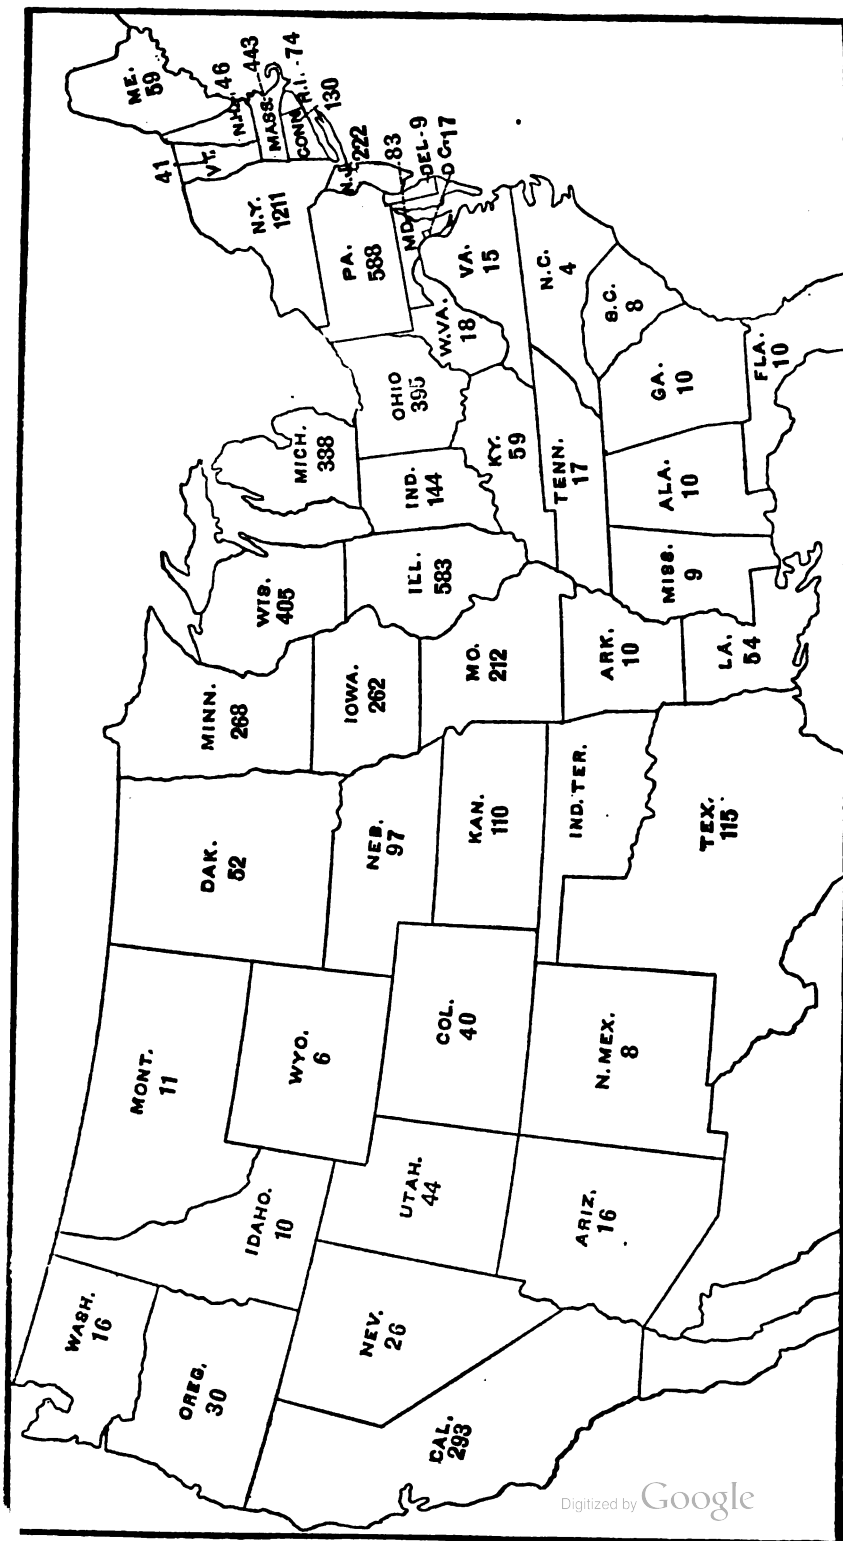 ME.
59
N.H. 46
MASS.
443
R.I. -74
CONN.
130
41
VT.
N.Y.
1211
N.J.
222
PA.
588
MD.
83
DEL-9
D.C-17
VA.
15
W.VA.
18
N.C.
4
S.C.
8
GA.
10
FLA.
10
OHIO
395
MICH.
338
IND.
144
KY.
59
TENN.
17
ALA.
10
MISS.
9
WIS.
405
ILL.
583
MINN.
268
IOWA.
262
MO.
212
ARK.
10
LA.
54
DAK.
52
NEB.
97
KAN.
110
IND. TER.
TEX.
115
MONT.
11
WYO.
6
COL.
40
N. MEX.
8
IDAHO.
10
UTAH.
44
ARIZ.
16
WASH.
16
OREG.
30
NEV.
26
CAL.
293
Digitized by Google